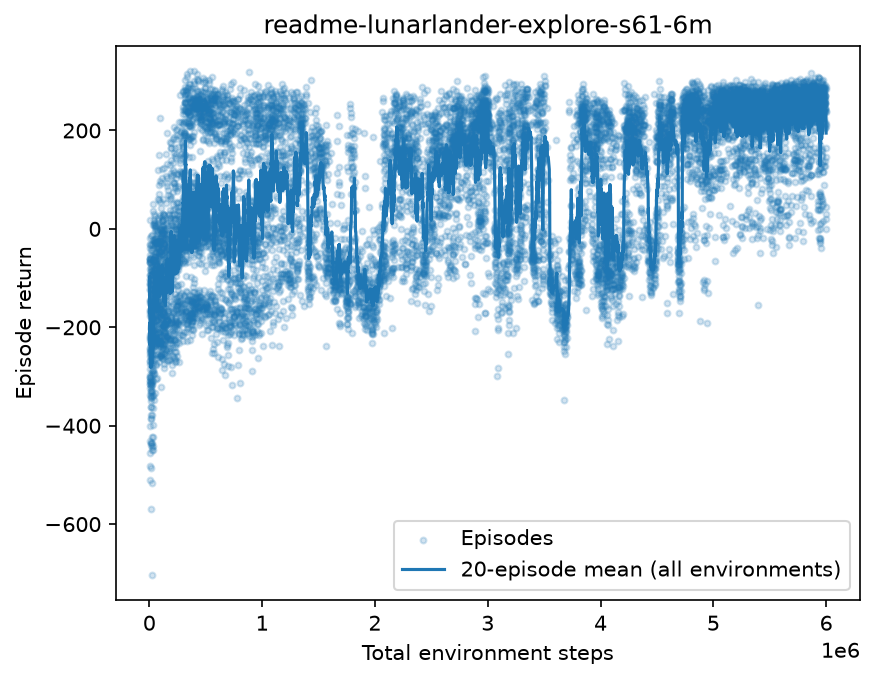 readme-lunarlander-explore-s61-6m
Episode return
200
0
−200
−400
−600
Episodes
20-episode mean (all environments)
0 1 2 3 4 5 6
1e6
Total environment steps